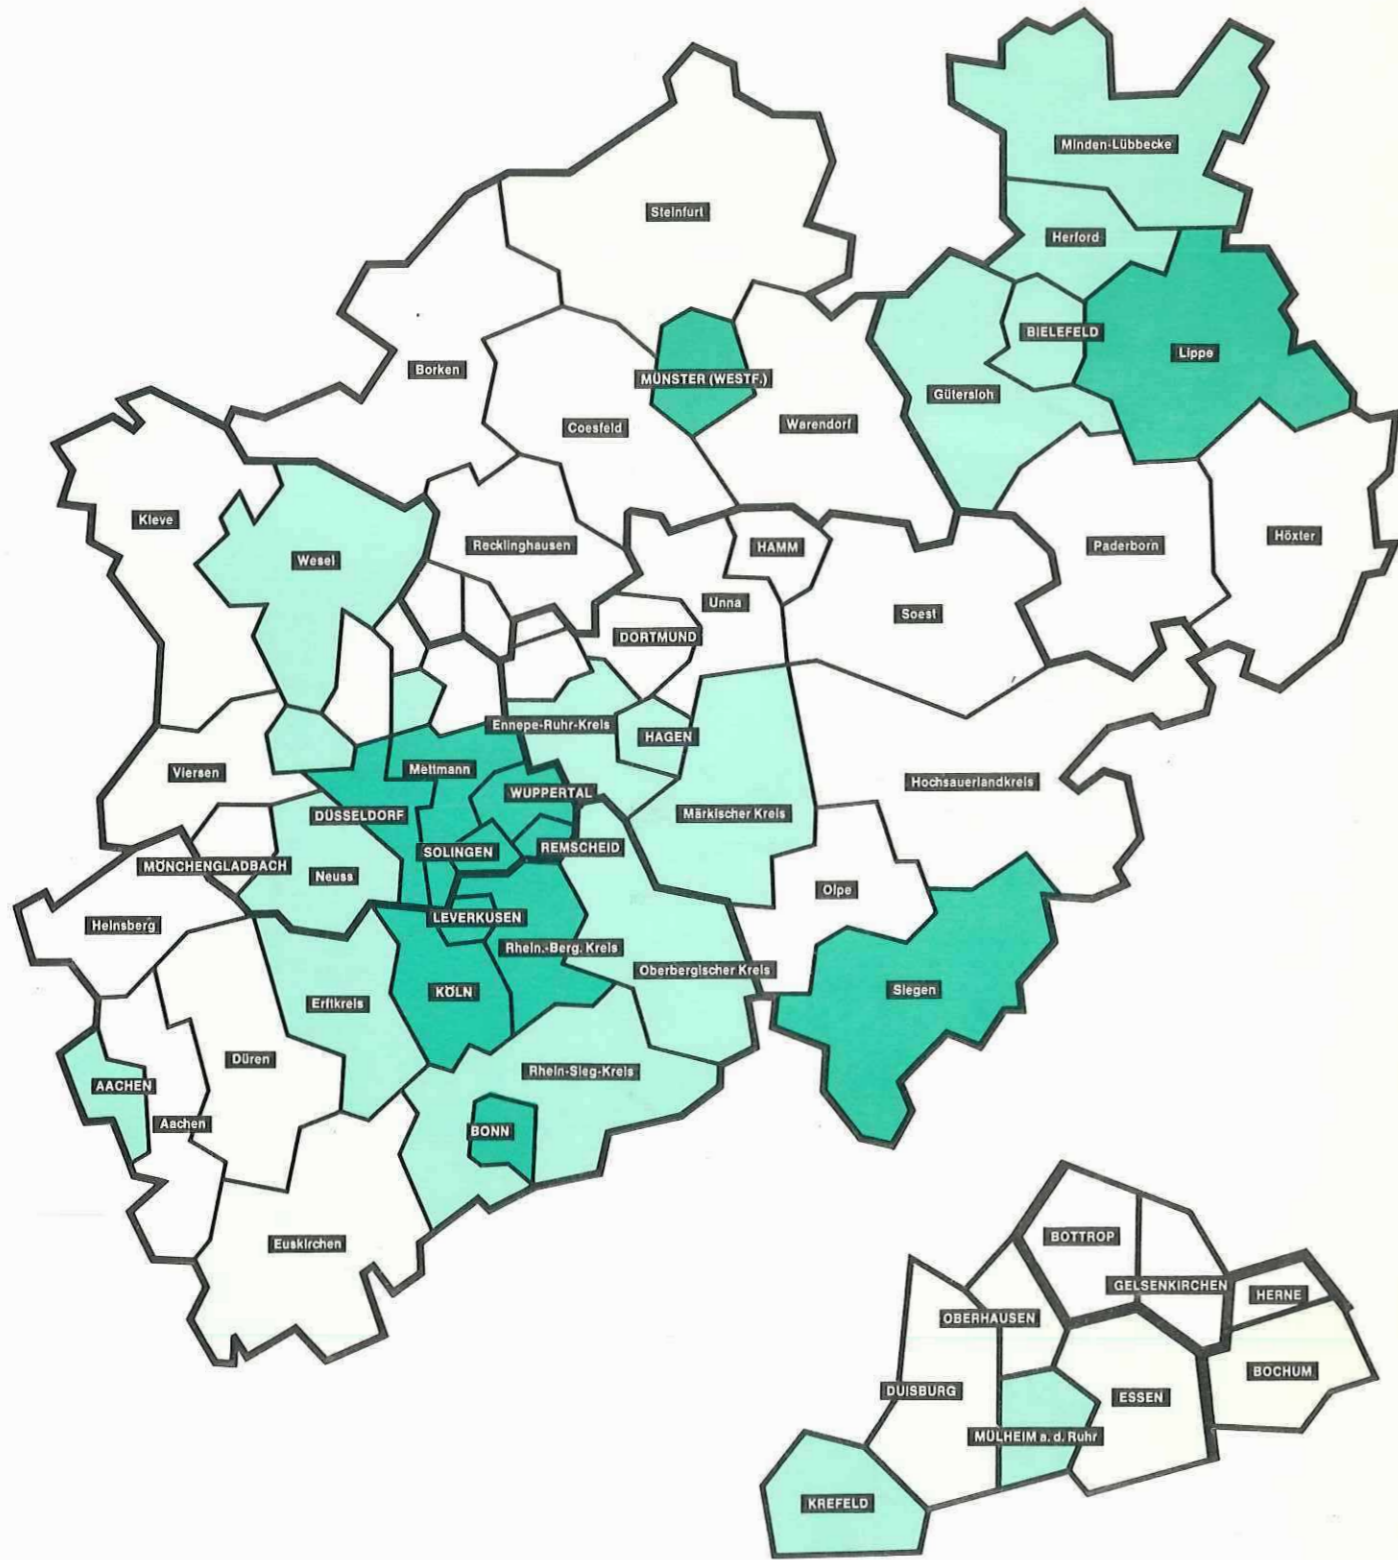 Minden-Lübbecke
Steinfurt
Herford
BIELEFELD
Lippe
Borken
MÜNSTER (WESTF.)
Gütersloh
Coesfeld
Warendorf
Kleve
Wesel
Recklinghausen
HAMM
Paderborn
Höxter
Unna
Soest
DORTMUND
Ennepe-Ruhr-Kreis
HAGEN
Viersen
Mettmann
Hochsauerlandkreis
WUPPERTAL
DÜSSELDORF
Märkischer Kreis
SOLINGEN
REMSCHEID
MÖNCHENGLADBACH
Neuss
Olpe
Heinsberg
LEVERKUSEN
Rhein.-Berg. Kreis
Oberbergischer Kreis
Erftkreis
KÖLN
Siegen
Düren
Rhein-Sieg-Kreis
AACHEN
Aachen
BONN
Euskirchen
BOTTROP
GELSENKIRCHEN
HERNE
OBERHAUSEN
BOCHUM
DUISBURG
ESSEN
MÜLHEIM a. d. Ruhr
KREFELD